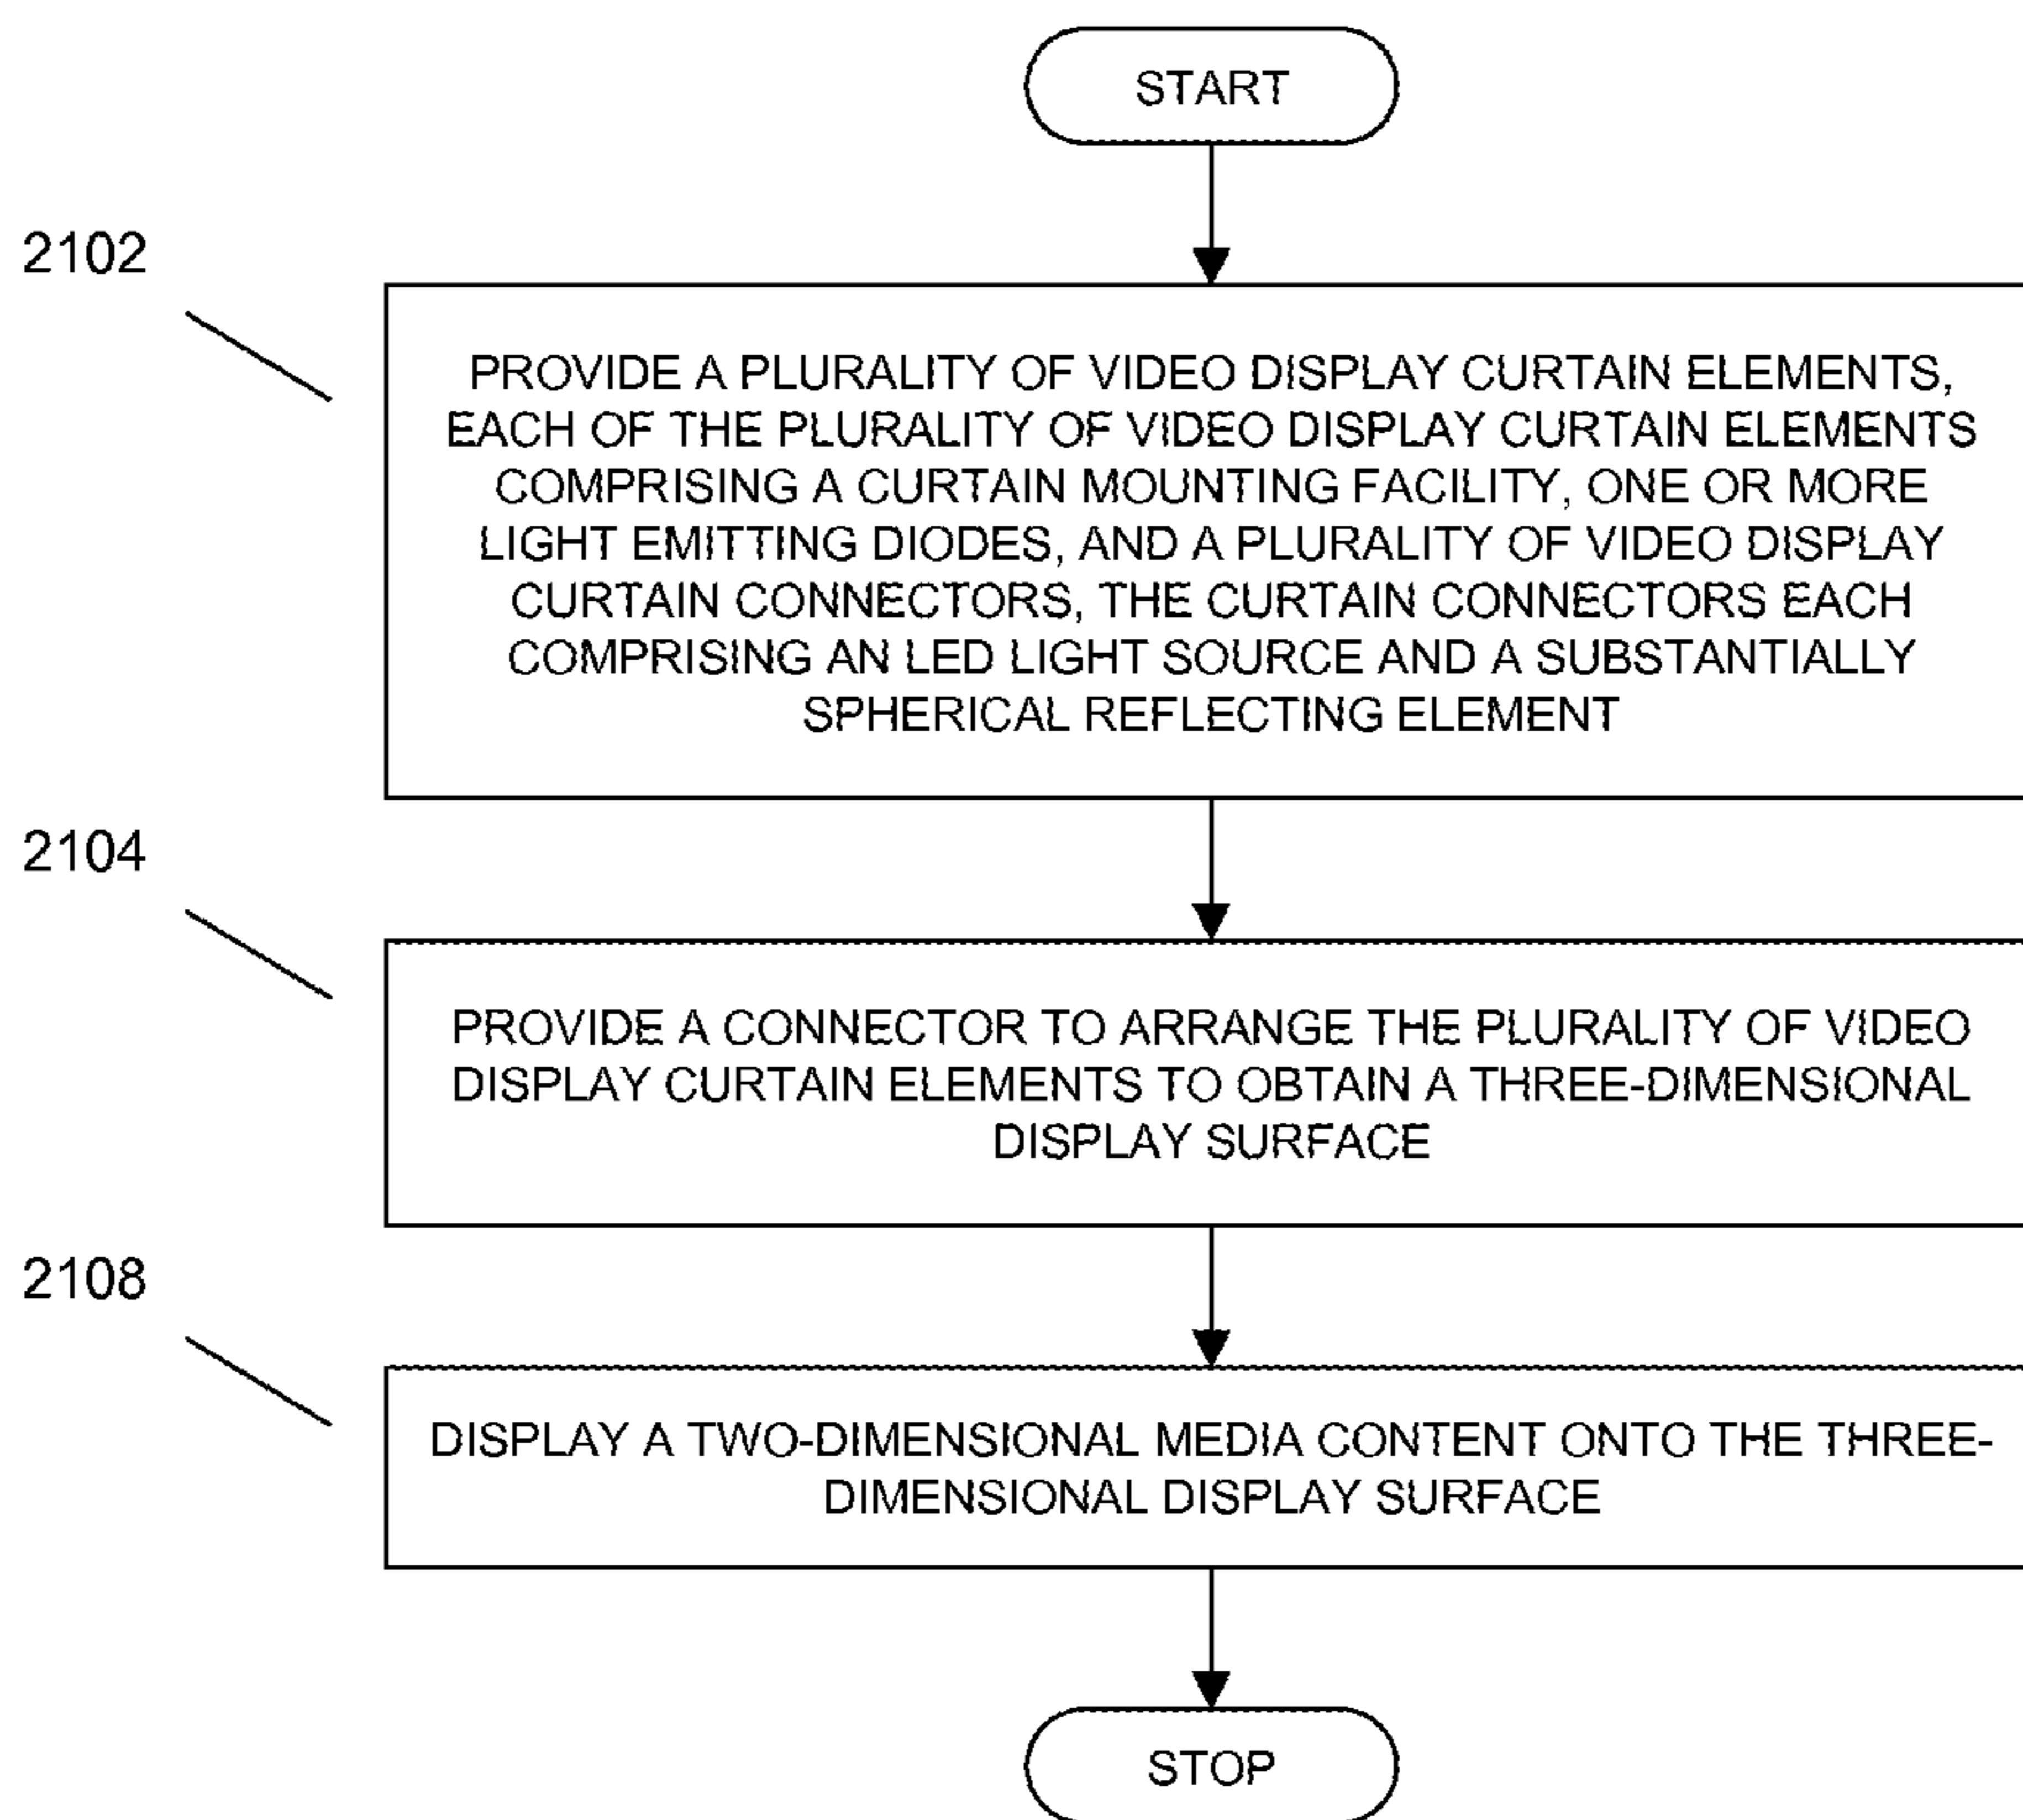 START
2102
PROVIDE A PLURALITY OF VIDEO DISPLAY CURTAIN ELEMENTS,
EACH OF THE PLURALITY OF VIDEO DISPLAY CURTAIN ELEMENTS
COMPRISING A CURTAIN MOUNTING FACILITY, ONE OR MORE
LIGHT EMITTING DIODES, AND A PLURALITY OF VIDEO DISPLAY
CURTAIN CONNECTORS, THE CURTAIN CONNECTORS EACH
COMPRISING AN LED LIGHT SOURCE AND A SUBSTANTIALLY
SPHERICAL REFLECTING ELEMENT
2104
PROVIDE A CONNECTOR TO ARRANGE THE PLURALITY OF VIDEO
DISPLAY CURTAIN ELEMENTS TO OBTAIN A THREE-DIMENSIONAL
DISPLAY SURFACE
2108
DISPLAY A TWO-DIMENSIONAL MEDIA CONTENT ONTO THE THREE-
DIMENSIONAL DISPLAY SURFACE
STOP